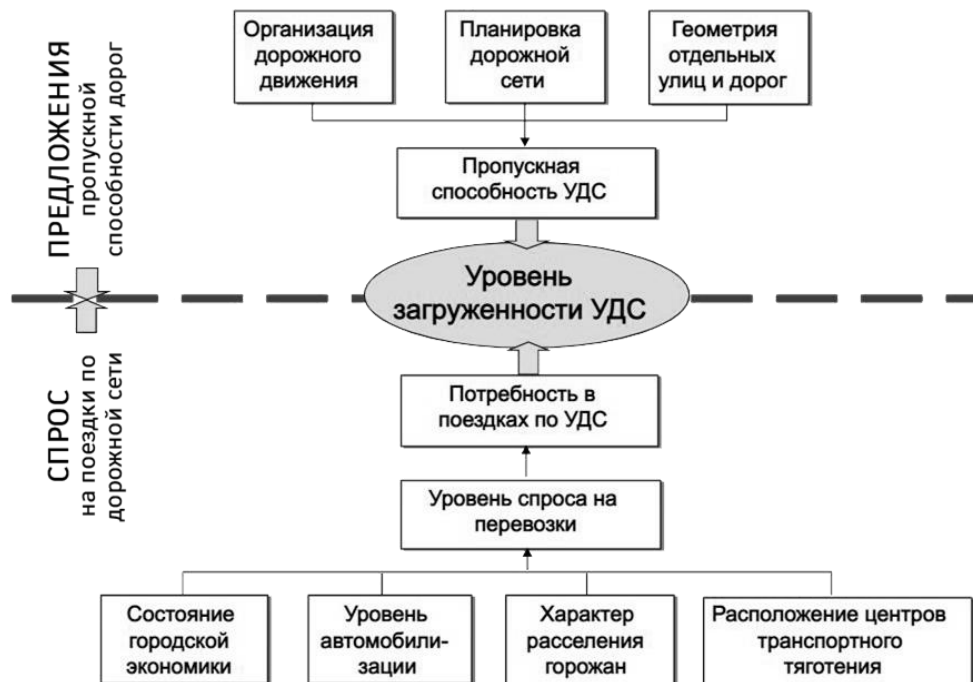 Организация
дорожного
движения
Планировка
дорожной
сети
Геометрия
отдельных
улиц и дорог
ПРЕДЛОЖЕНИЯ
пропускной
способности дорог
Пропускная
способность УДС
Уровень
загруженности УДС
СПРОС
на поездки по
дорожной сети
Потребность в
поездках по УДС
Уровень спроса на
перевозки
Состояние
городской
экономики
Уровень
автомобили-
зации
Характер
расселения
горожан
Расположение центров
транспортного
тяготения